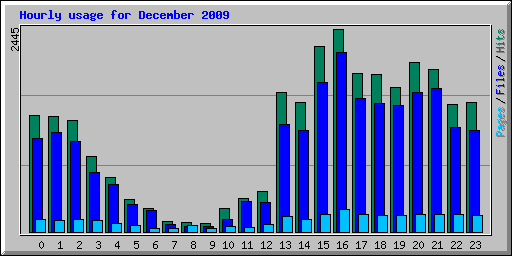 Hourly usage for December 2009
2445
Pages/Files/Hits
0 1 2 3 4 5 6 7 8 9 10 11 12 13 14 15 16 17 18 19 20 21 22 23